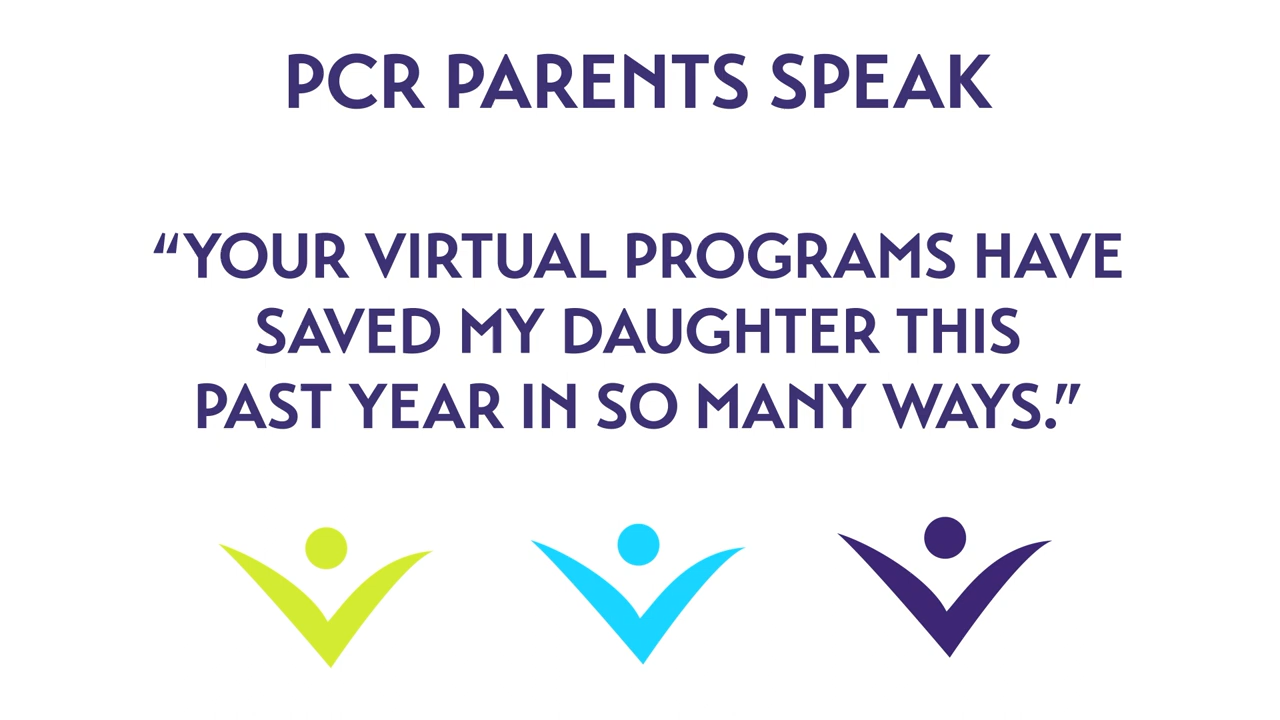 PCR PARENTS SPEAK
“YOUR VIRTUAL PROGRAMS HAVE
SAVED MY DAUGHTER THIS
PAST YEAR IN SO MANY WAYS.”